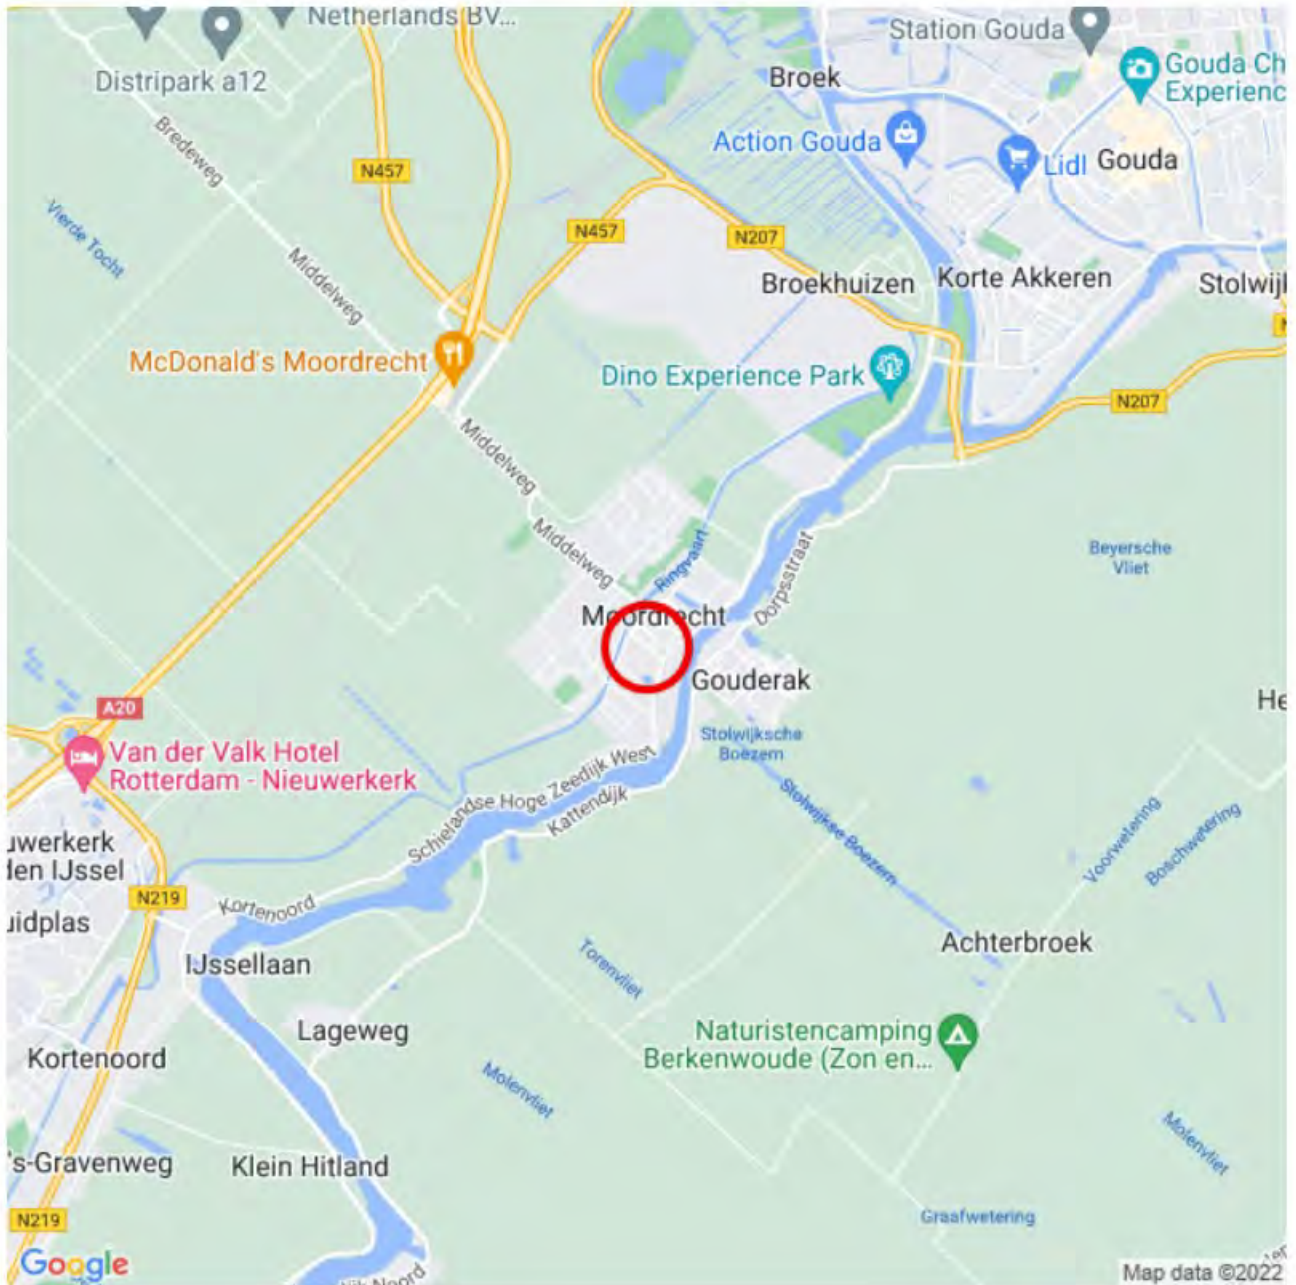 Netherlands BV...
Station Gouda
Distripark a12
Broek
Gouda Ch
Experienc
Bredeweg
Action Gouda
Lidl
Gouda
N457
Vierde Tocht
N457
N207
Middelweg
Broekhuizen
Korte Akkeren
Stolwijl
McDonald's Moordrecht
Dino Experience Park
N207
Middelweg
Middelweg
Ringvaart
Dorpsstraat
Beyersche
Vliet
Moordrecht
Gouderak
He
A20
Van der Valk Hotel
Rotterdam - Nieuwerkerk
Stolwijksche
Boezem
Schielandse Hoge Zeedijk West
Kattendijk
Stolwijkse Boezem
Voorwetering
Boschwetering
uwerkerk
den IJssel
N219
Kortenoord
uidplas
IJssellaan
Torenvliet
Achterbroek
Lageweg
Naturistencamping
Berkenwoude (Zon en...
Kortenoord
Molenvliet
Molenvliet
's-Gravenweg
Klein Hitland
N219
Graafwetering
Google
Noord
Map data ©2022